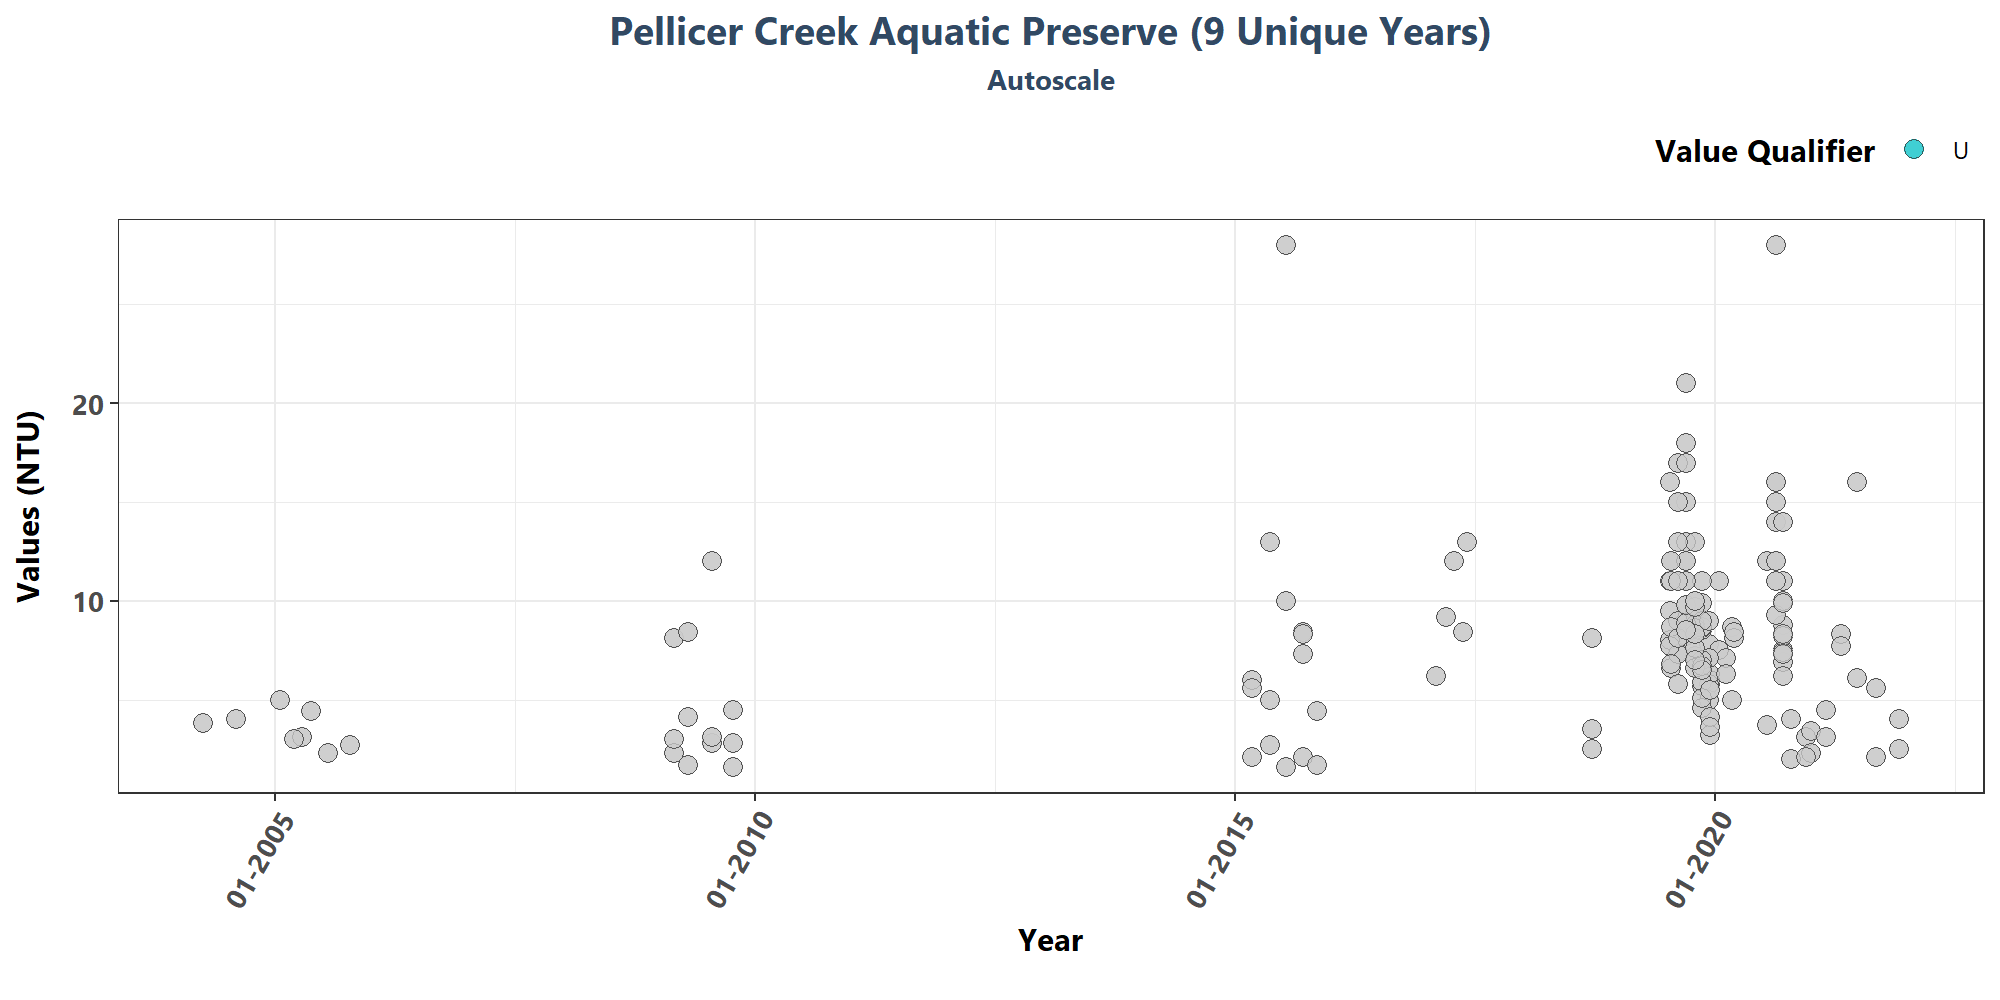 Pellicer Creek Aquatic Preserve (9 Unique Years)
Autoscale
Value Qualifier U
Values (NTU)
20
10
01-2005
01-2010
01-2015
01-2020
Year